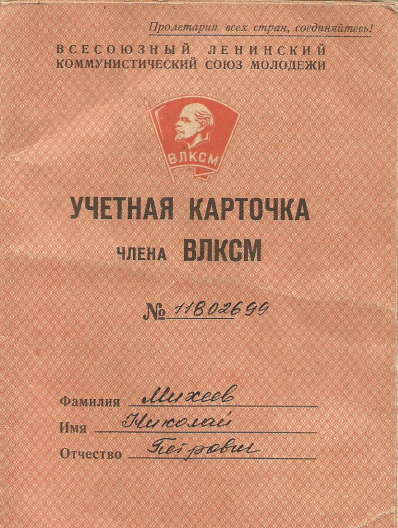 Пролетарии всех стран, соединяйтесь!
ВСЕСОЮЗНЫЙ ЛЕНИНСКИЙ
КОММУНИСТИЧЕСКИЙ СОЮЗ МОЛОДЕЖИ
ВЛКСМ
УЧЕТНАЯ КАРТОЧКА
ЧЛЕНА ВЛКСМ
№ 11802699
Фамилия Михеев
Имя Николай
Отчество Петрович